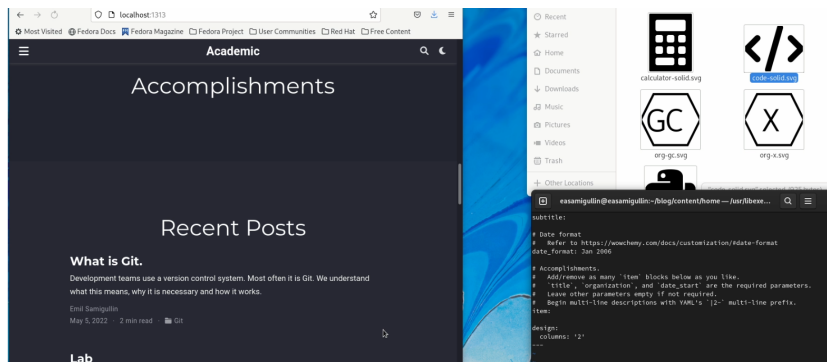 localhost:1313
Most Visited Fedora Docs Fedora Magazine Fedora Project User Communities Red Hat Free Content
Academic
Accomplishments
Recent Posts
What is Git.
Development teams use a version control system. Most often it is Git. We understand
what this means, why it is necessary and how it works.
Emil Samigullin
May 5, 2022 · 2 min read · Git
Lab
Recent
Starred
Home
Documents
Downloads
Music
Pictures
Videos
Trash
+ Other Locations
calculator-solid.svg
code-solid.svg
GC
X
org-gc.svg
org-x.svg
easamigullin@easamigullin:~/blog/content/home — /usr/libexe...
subtitle:
# Date format
# Refer to https://wowchemy.com/docs/customization/#date-format
date_format: Jan 2006
# Accomplishments.
# Add/remove as many `item` blocks below as you like.
# `title`, `organization`, and `date_start` are the required parameters.
# Leave other parameters empty if not required.
# Begin multi-line descriptions with YAML's `|2-` multi-line prefix.
item:
design:
columns: '2'
---